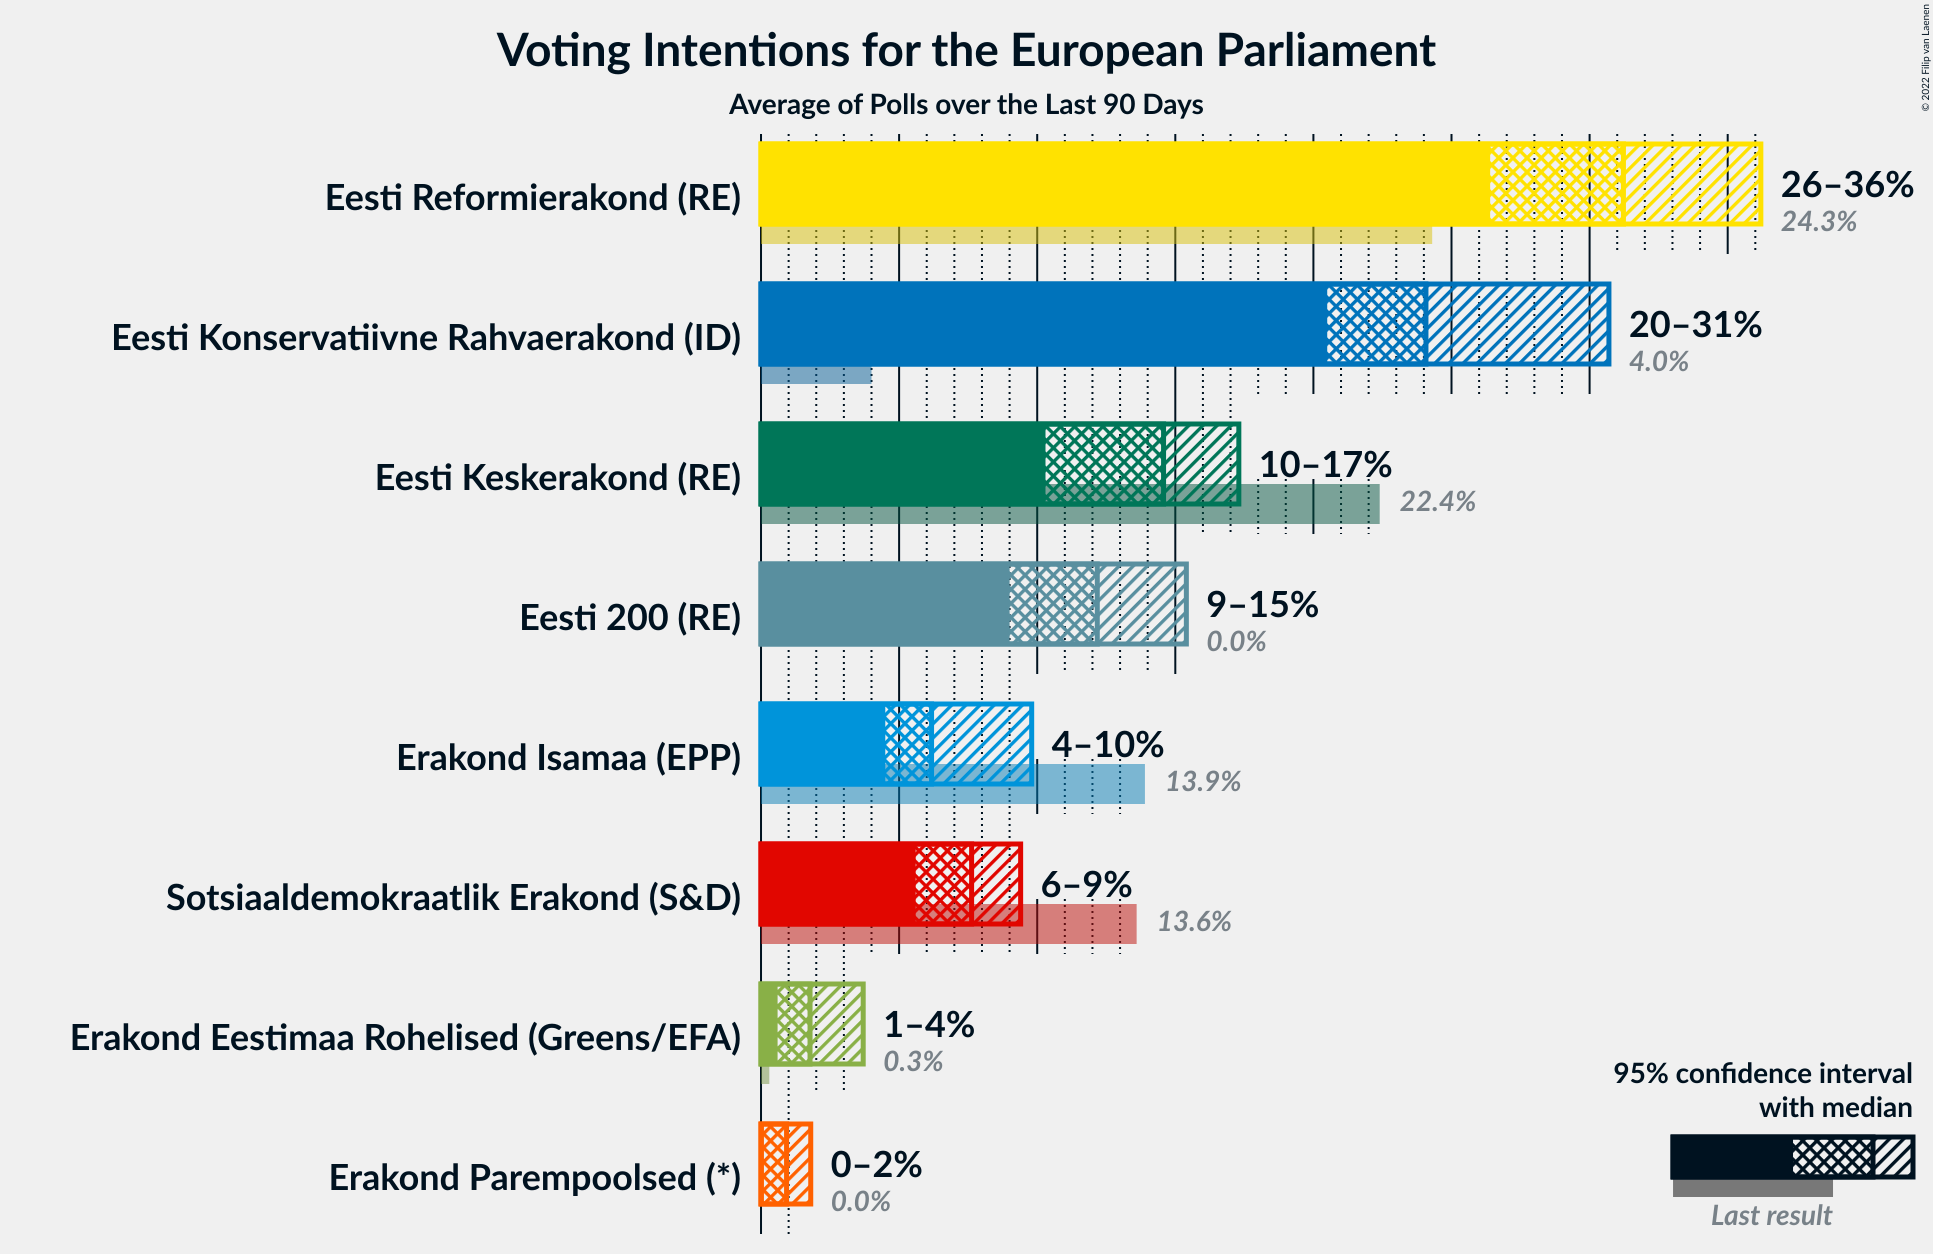 Voting Intentions for the European Parliament
Average of Polls over the Last 90 Days
© 2022 Filip van Laenen
Eesti Reformierakond (RE)
26–36%
24.3%
Eesti Konservatiivne Rahvaerakond (ID)
20–31%
4.0%
Eesti Keskerakond (RE)
10–17%
22.4%
Eesti 200 (RE)
9–15%
0.0%
Erakond Isamaa (EPP)
4–10%
13.9%
Sotsiaaldemokraatlik Erakond (S&D)
6–9%
13.6%
Erakond Eestimaa Rohelised (Greens/EFA)
1–4%
0.3%
Erakond Parempoolsed (*)
0–2%
0.0%
95% confidence interval
with median
Last result